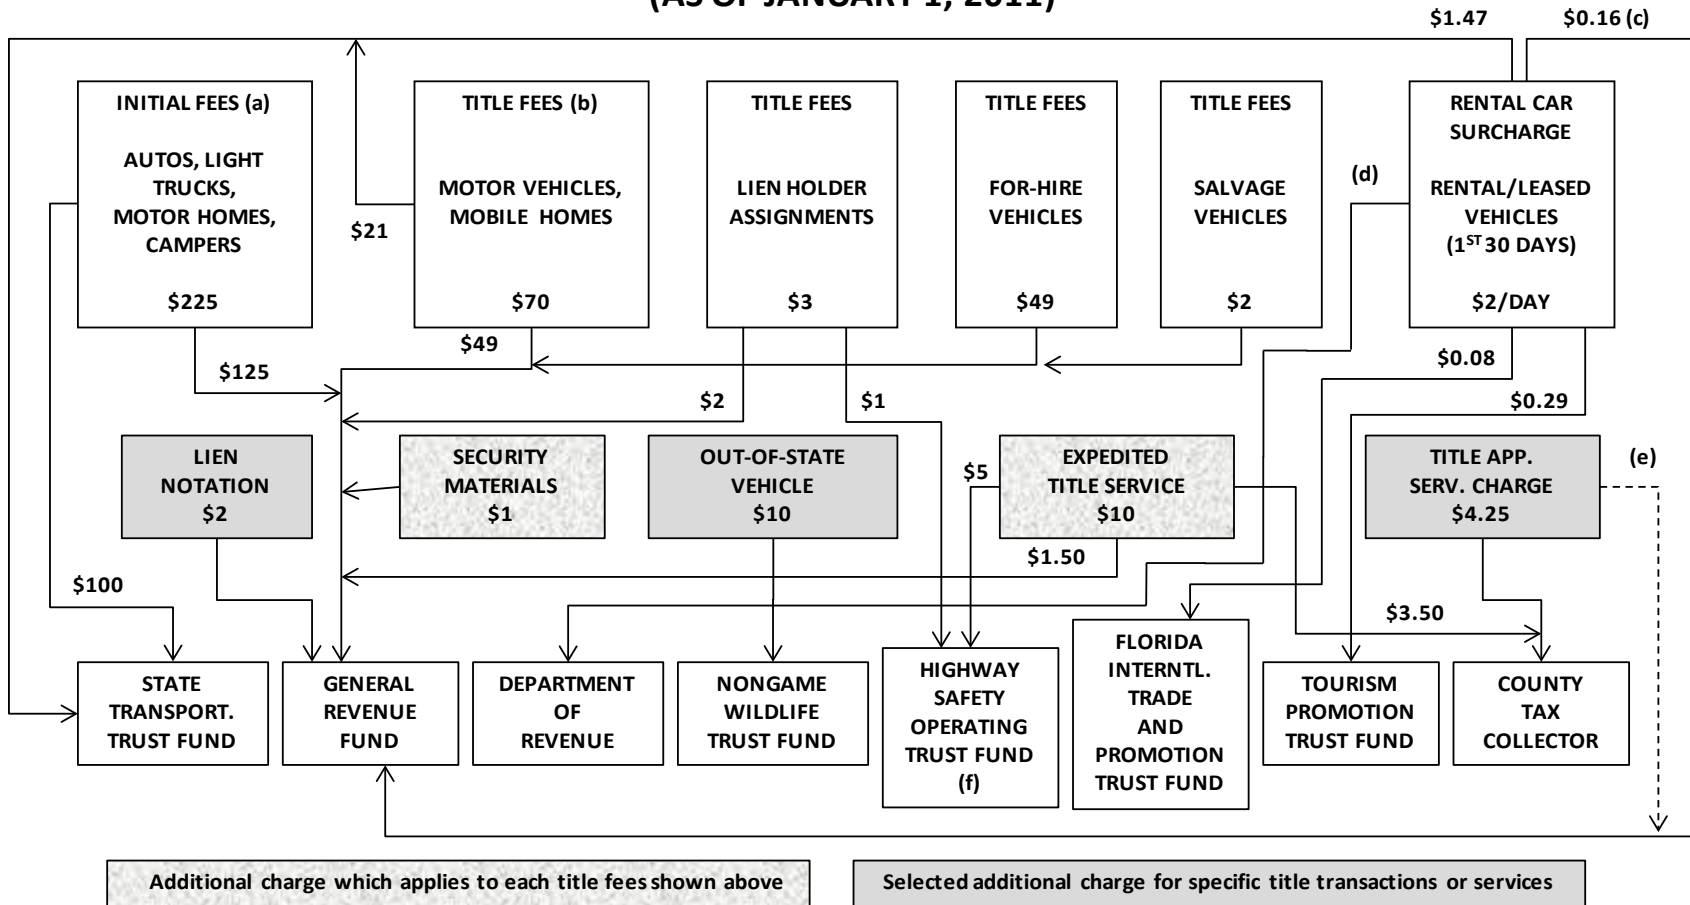 (AS OF JANUARY 1, 2011)
$1.47
$0.16 (c)
INITIAL FEES (a)
AUTOS, LIGHT
TRUCKS,
MOTOR HOMES,
CAMPERS
$225
TITLE FEES (b)
MOTOR VEHICLES,
MOBILE HOMES
$70
TITLE FEES
LIEN HOLDER
ASSIGNMENTS
$3
TITLE FEES
FOR-HIRE
VEHICLES
$49
TITLE FEES
SALVAGE
VEHICLES
$2
RENTAL CAR
SURCHARGE
RENTAL/LEASED
VEHICLES
(1ST 30 DAYS)
$2/DAY
(d)
$21
$49
$125
$2
$1
$0.08
$0.29
LIEN
NOTATION
$2
SECURITY
MATERIALS
$1
OUT-OF-STATE
VEHICLE
$10
$5
EXPEDITED
TITLE SERVICE
$10
TITLE APP.
SERV. CHARGE
$4.25
(e)
$1.50
$100
$3.50
STATE
TRANSPORT.
TRUST FUND
GENERAL
REVENUE
FUND
DEPARTMENT
OF
REVENUE
NONGAME
WILDLIFE
TRUST FUND
HIGHWAY
SAFETY
OPERATING
TRUST FUND
(f)
FLORIDA
INTERNTL.
TRADE
AND
PROMOTION
TRUST FUND
TOURISM
PROMOTION
TRUST FUND
COUNTY
TAX
COLLECTOR
Additional charge which applies to each title fees shown above
Selected additional charge for specific title transactions or services